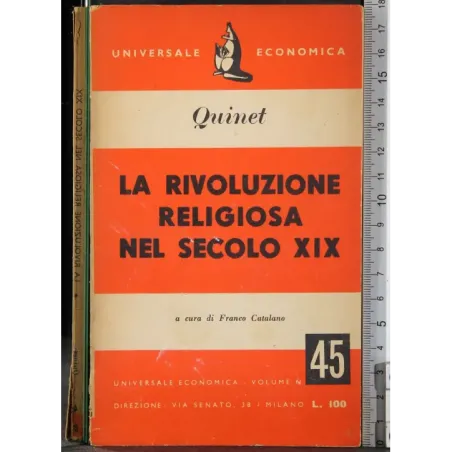 UNIVERSALE ECONOMICA
Quinet
LA RIVOLUZIONE
RELIGIOSA
NEL SECOLO XIX
a cura di Franco Catalano
45
UNIVERSALE ECONOMICA - VOLUME N
DIREZIONE: VIA SENATO, 38 - MILANO L. 100
LA RIVOLUZIONE RELIGIOSA NEL SECOLO XIX